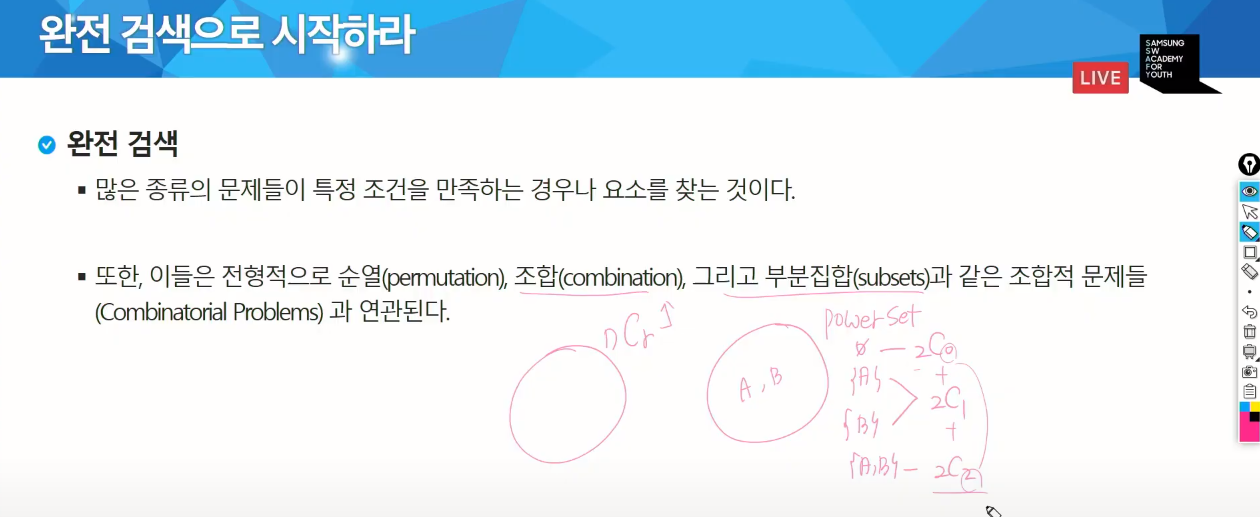 완전 검색으로 시작하라
SAMSUNG
SW
ACADEMY
FOR
YOUTH
LIVE
완전 검색
많은 종류의 문제들이 특정 조건을 만족하는 경우나 요소를 찾는 것이다.
또한, 이들은 전형적으로 순열(permutation), 조합(combination), 그리고 부분집합(subsets)과 같은 조합적 문제들
(Combinatorial Problems) 과 연관된다.
nCr
A, B
power set
∅ — 2C0
+
{A}
2C1
{B}
+
{A,B} — 2C2